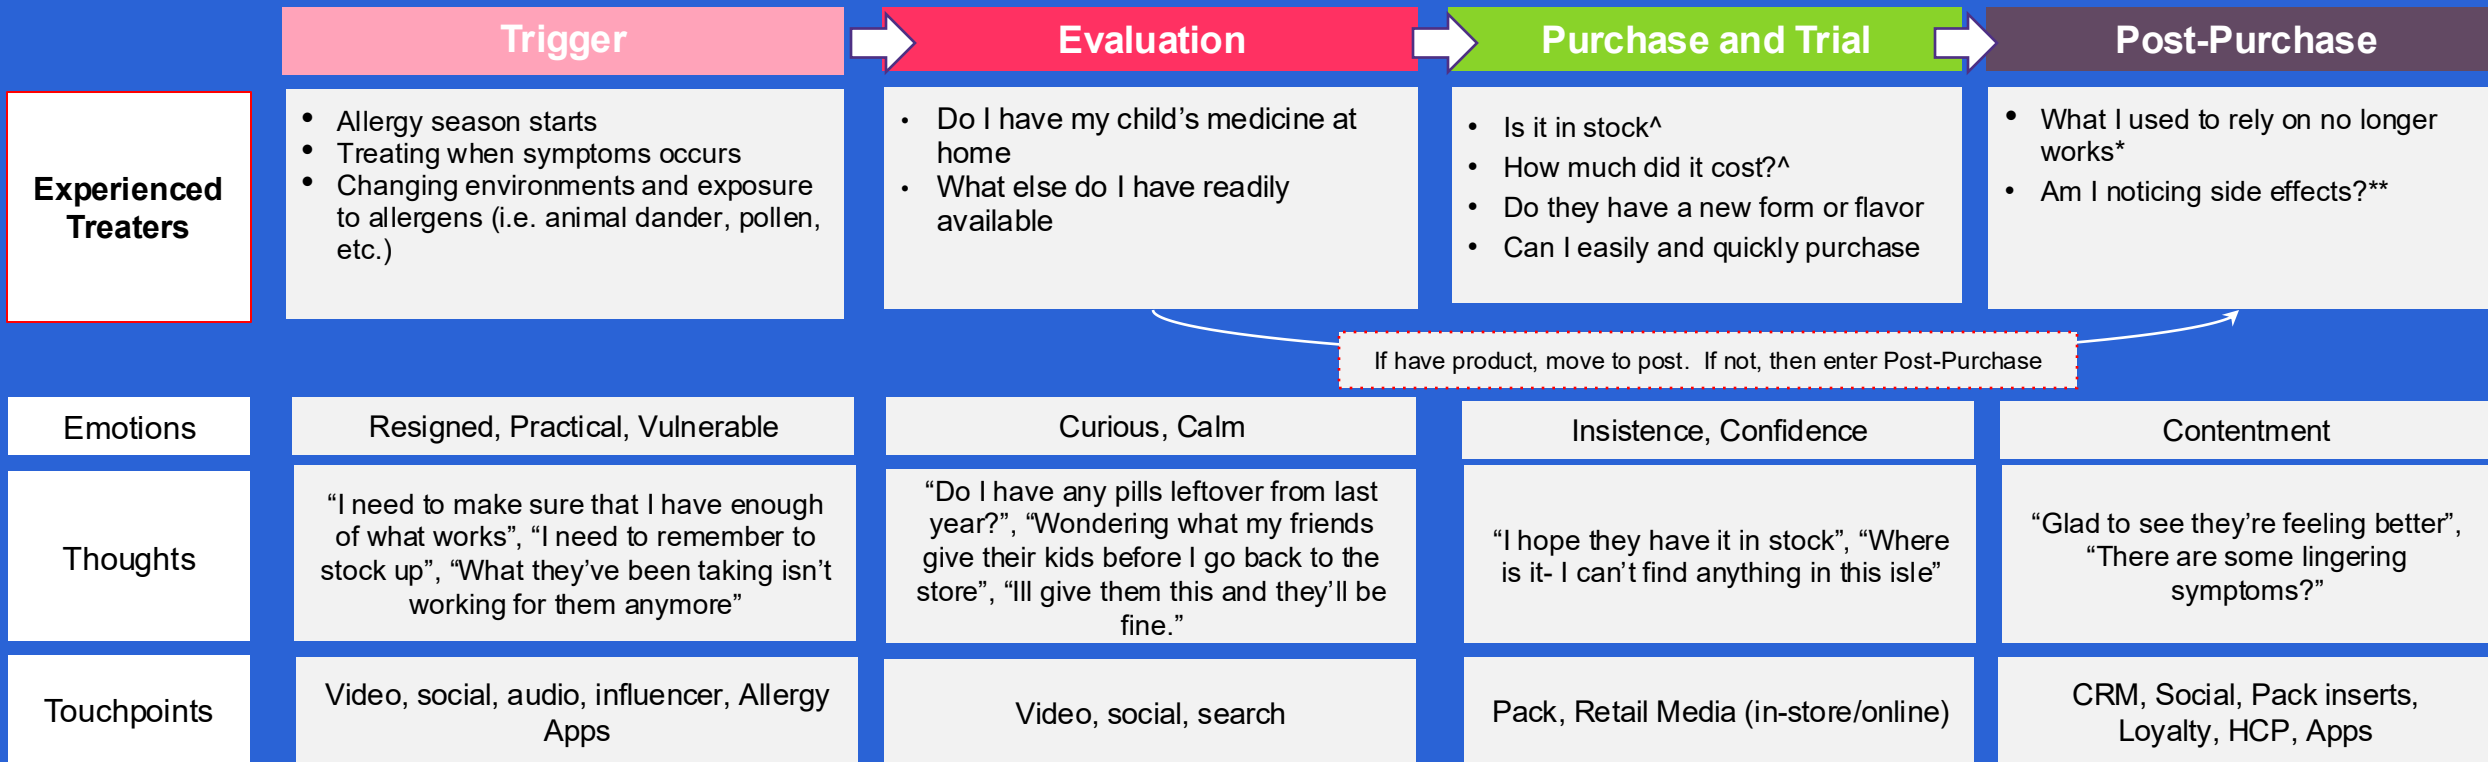 Trigger
Evaluation
Purchase and Trial
Post-Purchase
Experienced
Treaters
• Allergy season starts
• Treating when symptoms occurs
• Changing environments and exposure
to allergens (i.e. animal dander, pollen,
etc.)
• Do I have my child’s medicine at
home
• What else do I have readily
available
• Is it in stock^
• How much did it cost?^
• Do they have a new form or flavor
• Can I easily and quickly purchase
• What I used to rely on no longer
works*
• Am I noticing side effects?**
If have product, move to post.  If not, then enter Post-Purchase
Emotions
Resigned, Practical, Vulnerable
Curious, Calm
Insistence, Confidence
Contentment
Thoughts
“I need to make sure that I have enough
of what works”, “I need to remember to
stock up”, “What they’ve been taking isn’t
working for them anymore”
“Do I have any pills leftover from last
year?”, “Wondering what my friends
give their kids before I go back to the
store”, “Ill give them this and they’ll be
fine.”
“I hope they have it in stock”, “Where
is it- I can’t find anything in this isle”
“Glad to see they’re feeling better”,
“There are some lingering
symptoms?”
Touchpoints
Video, social, audio, influencer, Allergy
Apps
Video, social, search
Pack, Retail Media (in-store/online)
CRM, Social, Pack inserts,
Loyalty, HCP, Apps